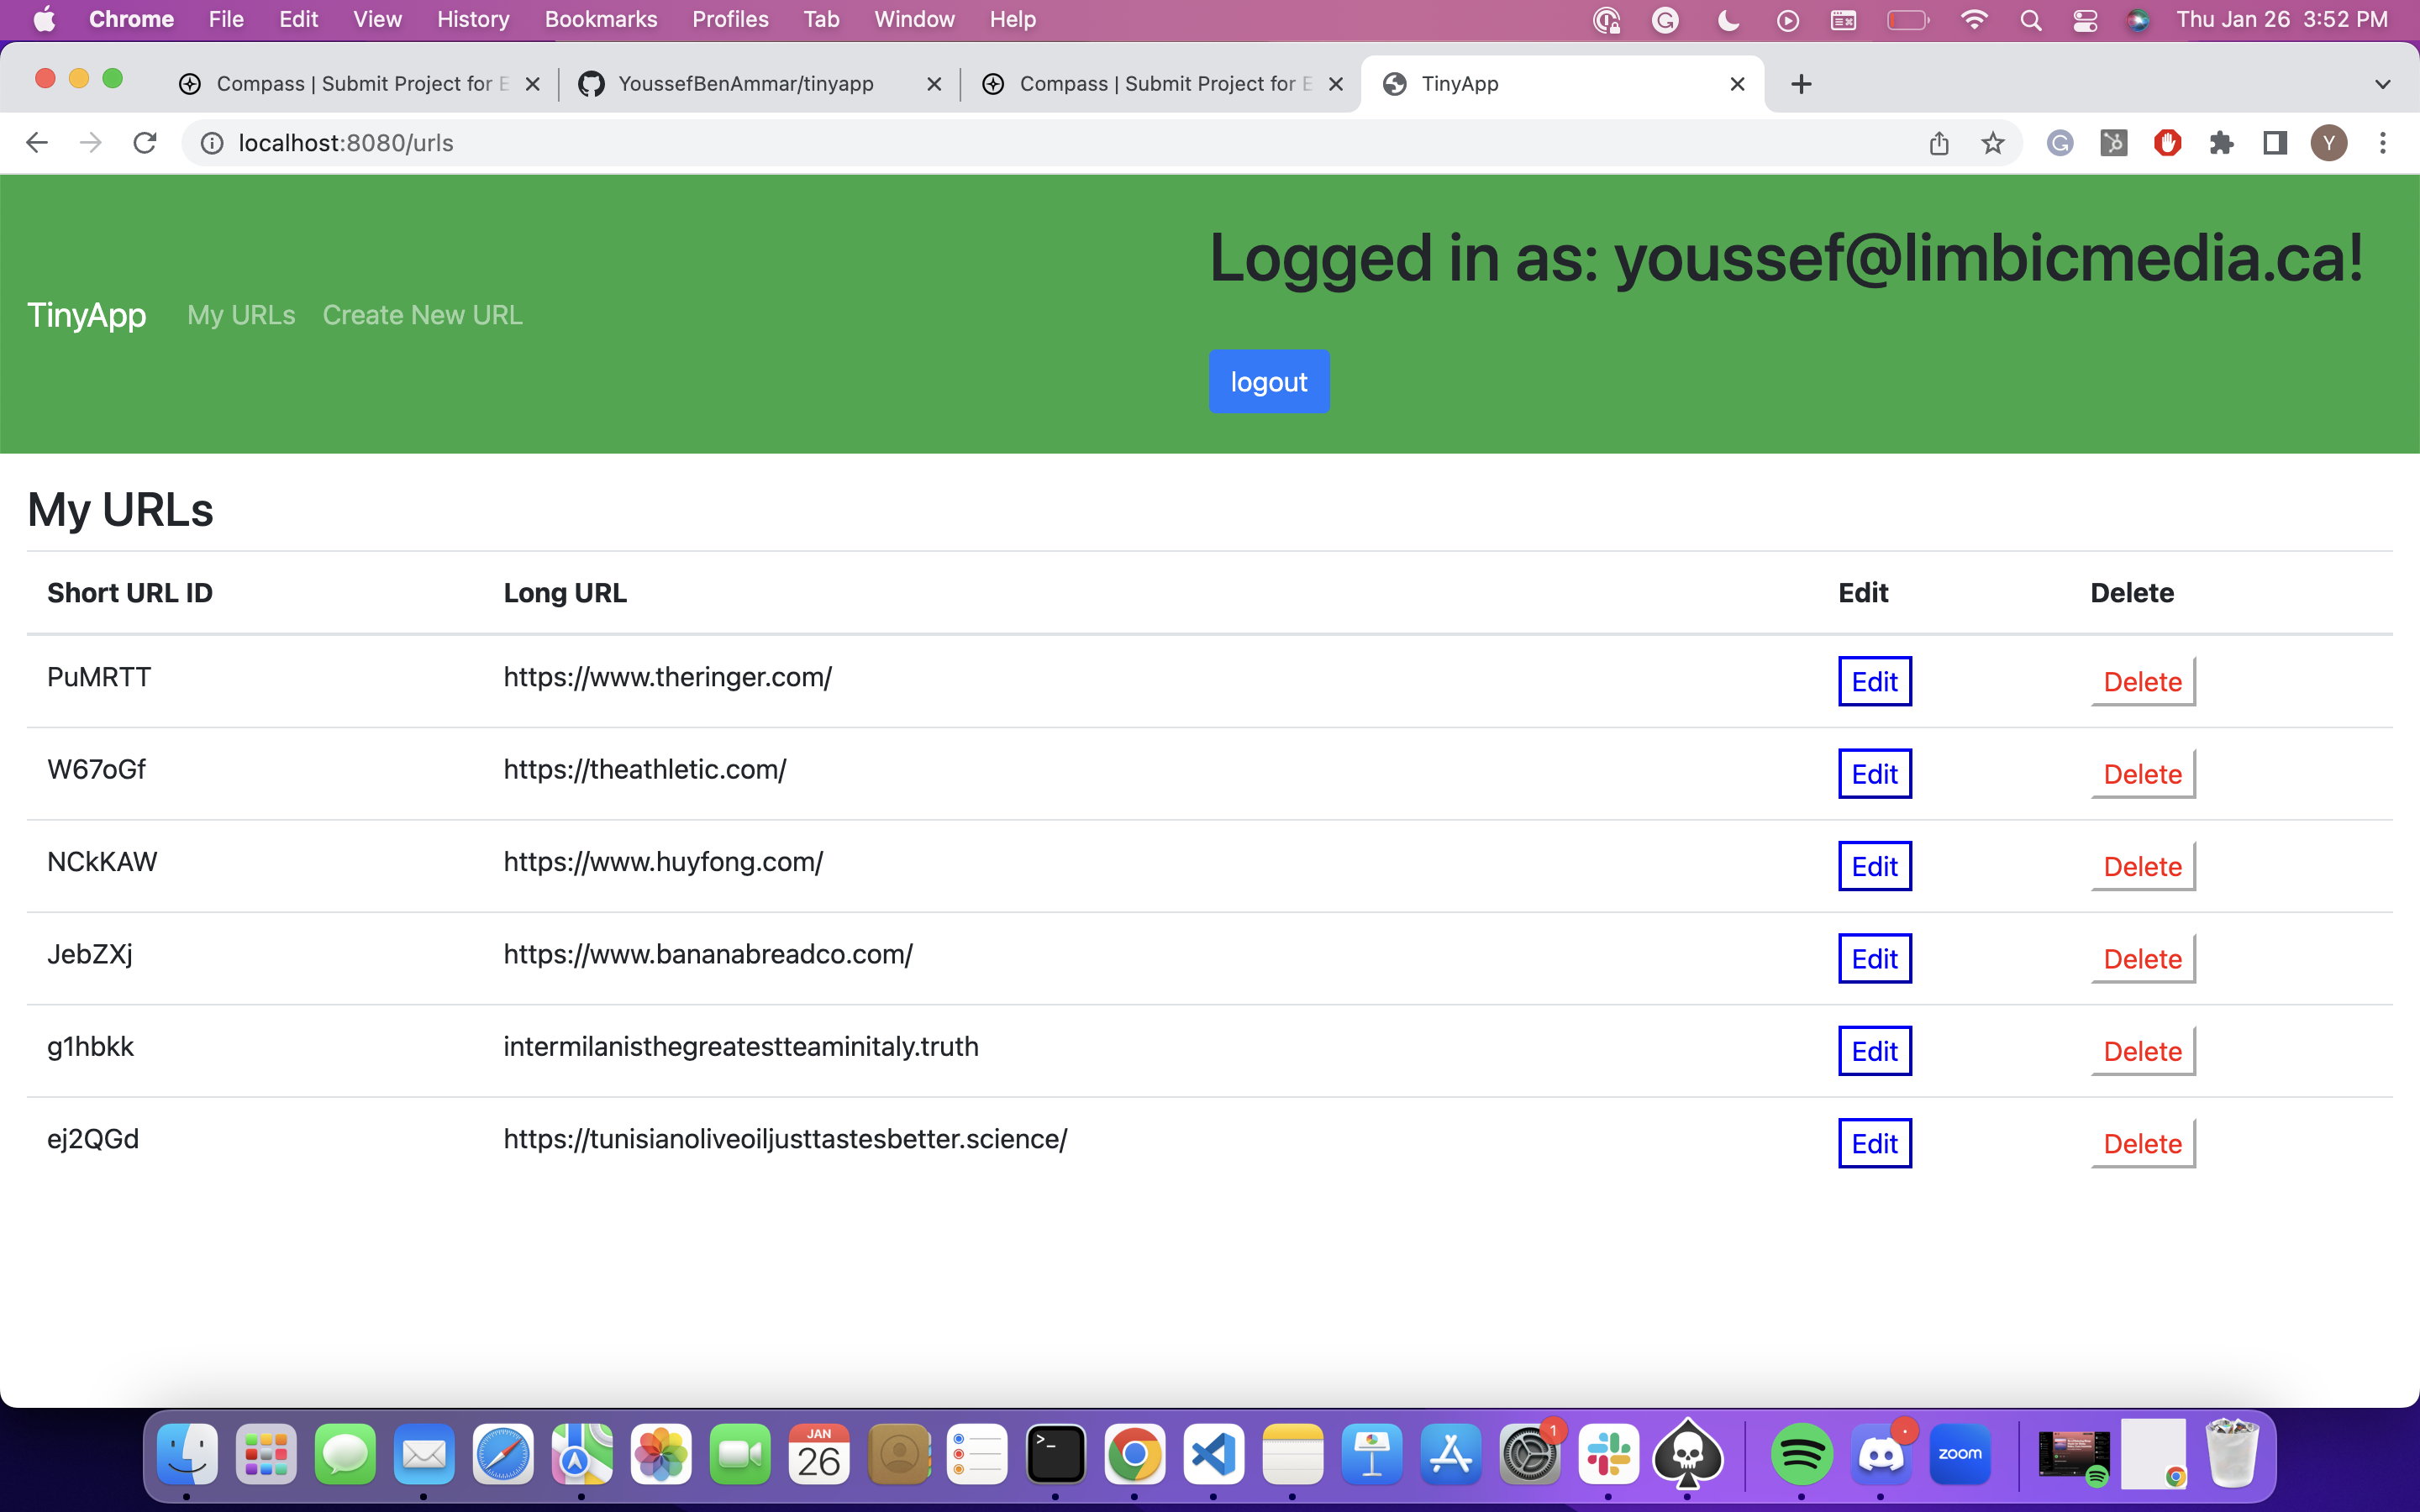 Chrome File Edit View History Bookmarks Profiles Tab Window Help Thu Jan 26 3:52 PM
Compass | Submit Project for E YoussefBenAmmar/tinyapp Compass | Submit Project for E TinyApp
localhost:8080/urls Y
Logged in as: youssef@limbicmedia.ca!
TinyApp My URLs Create New URL
logout
My URLs
Short URL ID Long URL Edit Delete
PuMRTT https://www.theringer.com/ Edit Delete
W67oGf https://theathletic.com/ Edit Delete
NCkKAW https://www.huyfong.com/ Edit Delete
JebZXj https://www.bananabreadco.com/ Edit Delete
g1hbkk intermilanisthegreatestteaminitaly.truth Edit Delete
ej2QGd https://tunisianoliveoiljusttastesbetter.science/ Edit Delete
JAN 1
26 zoom